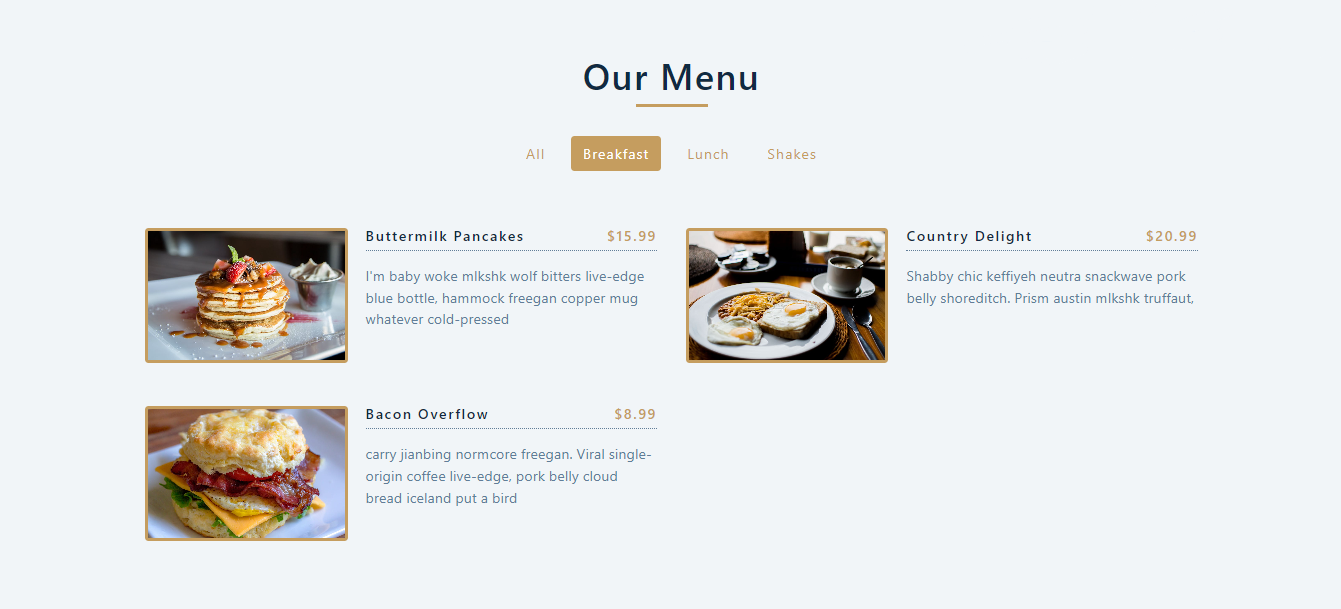 Our Menu
All Breakfast Lunch Shakes
Buttermilk Pancakes $15.99
I'm baby woke mlkshk wolf bitters live-edge
blue bottle, hammock freegan copper mug
whatever cold-pressed
Country Delight $20.99
Shabby chic keffiyeh neutra snackwave pork
belly shoreditch. Prism austin mlkshk truffaut,
Bacon Overflow $8.99
carry jianbing normcore freegan. Viral single-
origin coffee live-edge, pork belly cloud
bread iceland put a bird